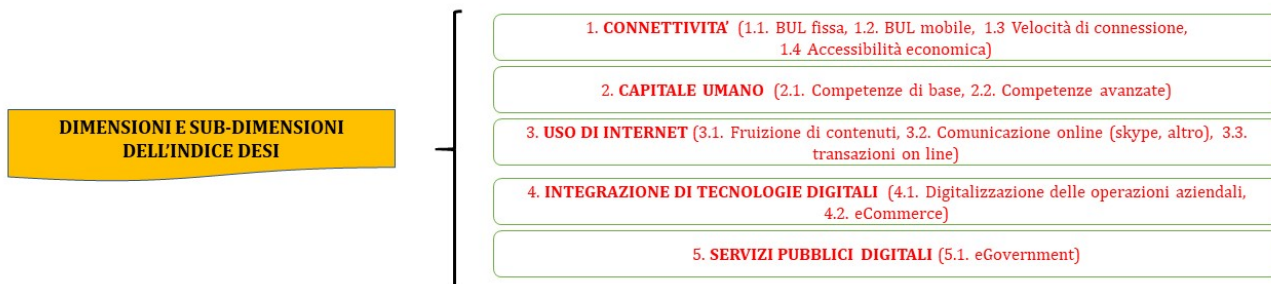 DIMENSIONI E SUB-DIMENSIONI
DELL'INDICE DESI
1. CONNETTIVITA' (1.1. BUL fissa, 1.2. BUL mobile, 1.3 Velocità di connessione,
1.4 Accessibilità economica)
2. CAPITALE UMANO (2.1. Competenze di base, 2.2. Competenze avanzate)
3. USO DI INTERNET (3.1. Fruizione di contenuti, 3.2. Comunicazione online (skype, altro), 3.3.
transazioni on line)
4. INTEGRAZIONE DI TECNOLOGIE DIGITALI (4.1. Digitalizzazione delle operazioni aziendali,
4.2. eCommerce)
5. SERVIZI PUBBLICI DIGITALI (5.1. eGovernment)